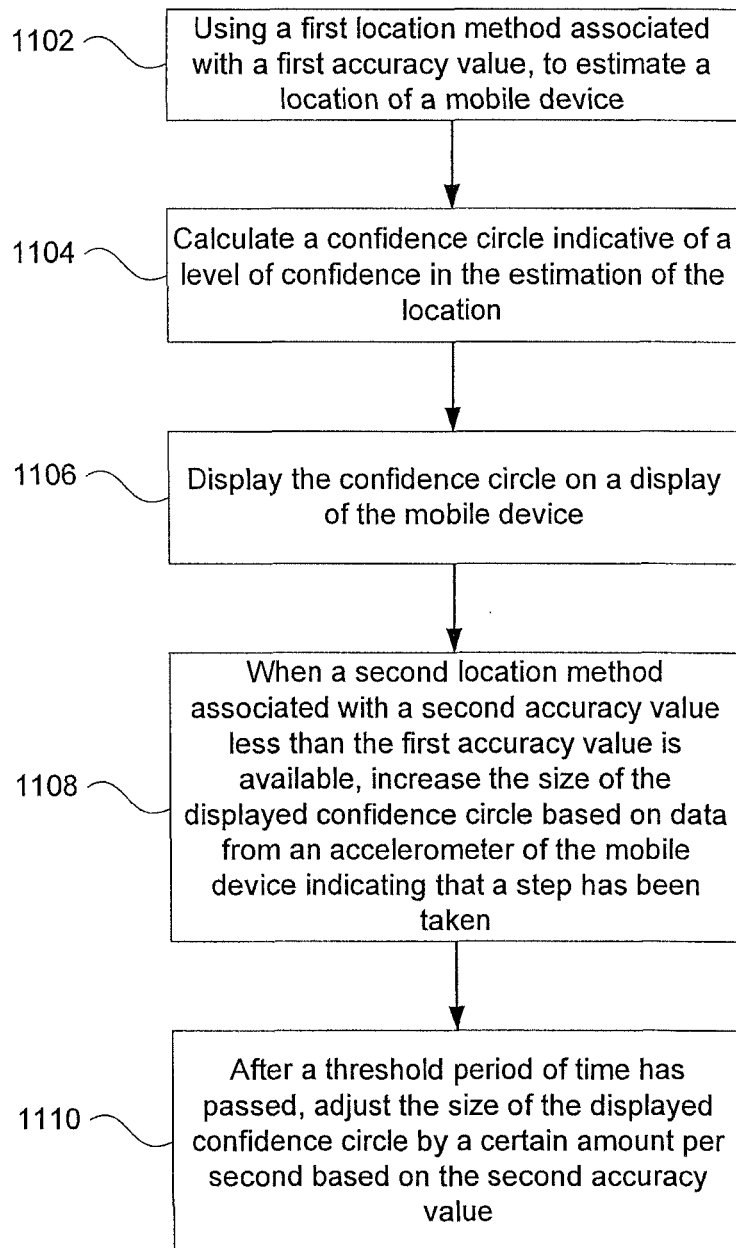 1102
Using a first location method associated
with a first accuracy value, to estimate a
location of a mobile device
1104
Calculate a confidence circle indicative of a
level of confidence in the estimation of the
location
1106
Display the confidence circle on a display
of the mobile device
1108
When a second location method
associated with a second accuracy value
less than the first accuracy value is
available, increase the size of the
displayed confidence circle based on data
from an accelerometer of the mobile
device indicating that a step has been
taken
1110
After a threshold period of time has
passed, adjust the size of the displayed
confidence circle by a certain amount per
second based on the second accuracy
value